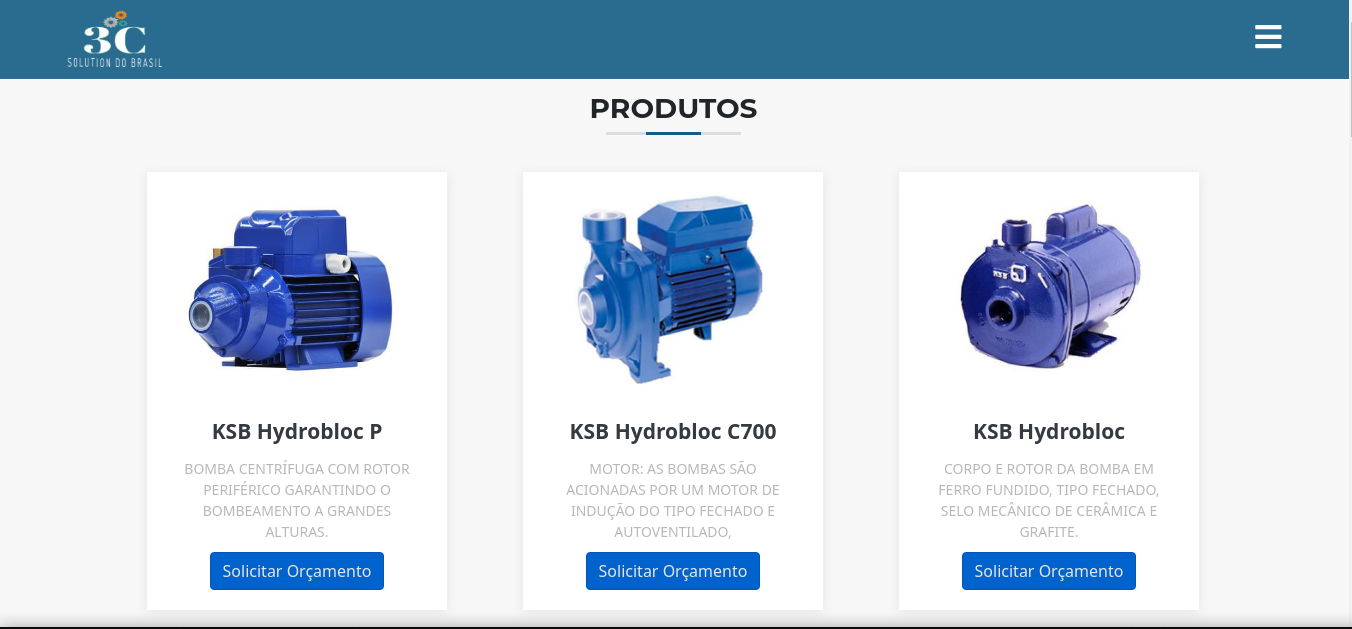 3C
SOLUTION DO BRASIL
PRODUTOS
KSB
KSB Hydrobloc P
BOMBA CENTRÍFUGA COM ROTOR
PERIFÉRICO GARANTINDO O
BOMBEAMENTO A GRANDES
ALTURAS.
Solicitar Orçamento
KSB Hydrobloc C700
MOTOR: AS BOMBAS SÃO
ACIONADAS POR UM MOTOR DE
INDUÇÃO DO TIPO FECHADO E
AUTOVENTILADO,
Solicitar Orçamento
KSB Hydrobloc
CORPO E ROTOR DA BOMBA EM
FERRO FUNDIDO, TIPO FECHADO,
SELO MECÂNICO DE CERÂMICA E
GRAFITE.
Solicitar Orçamento